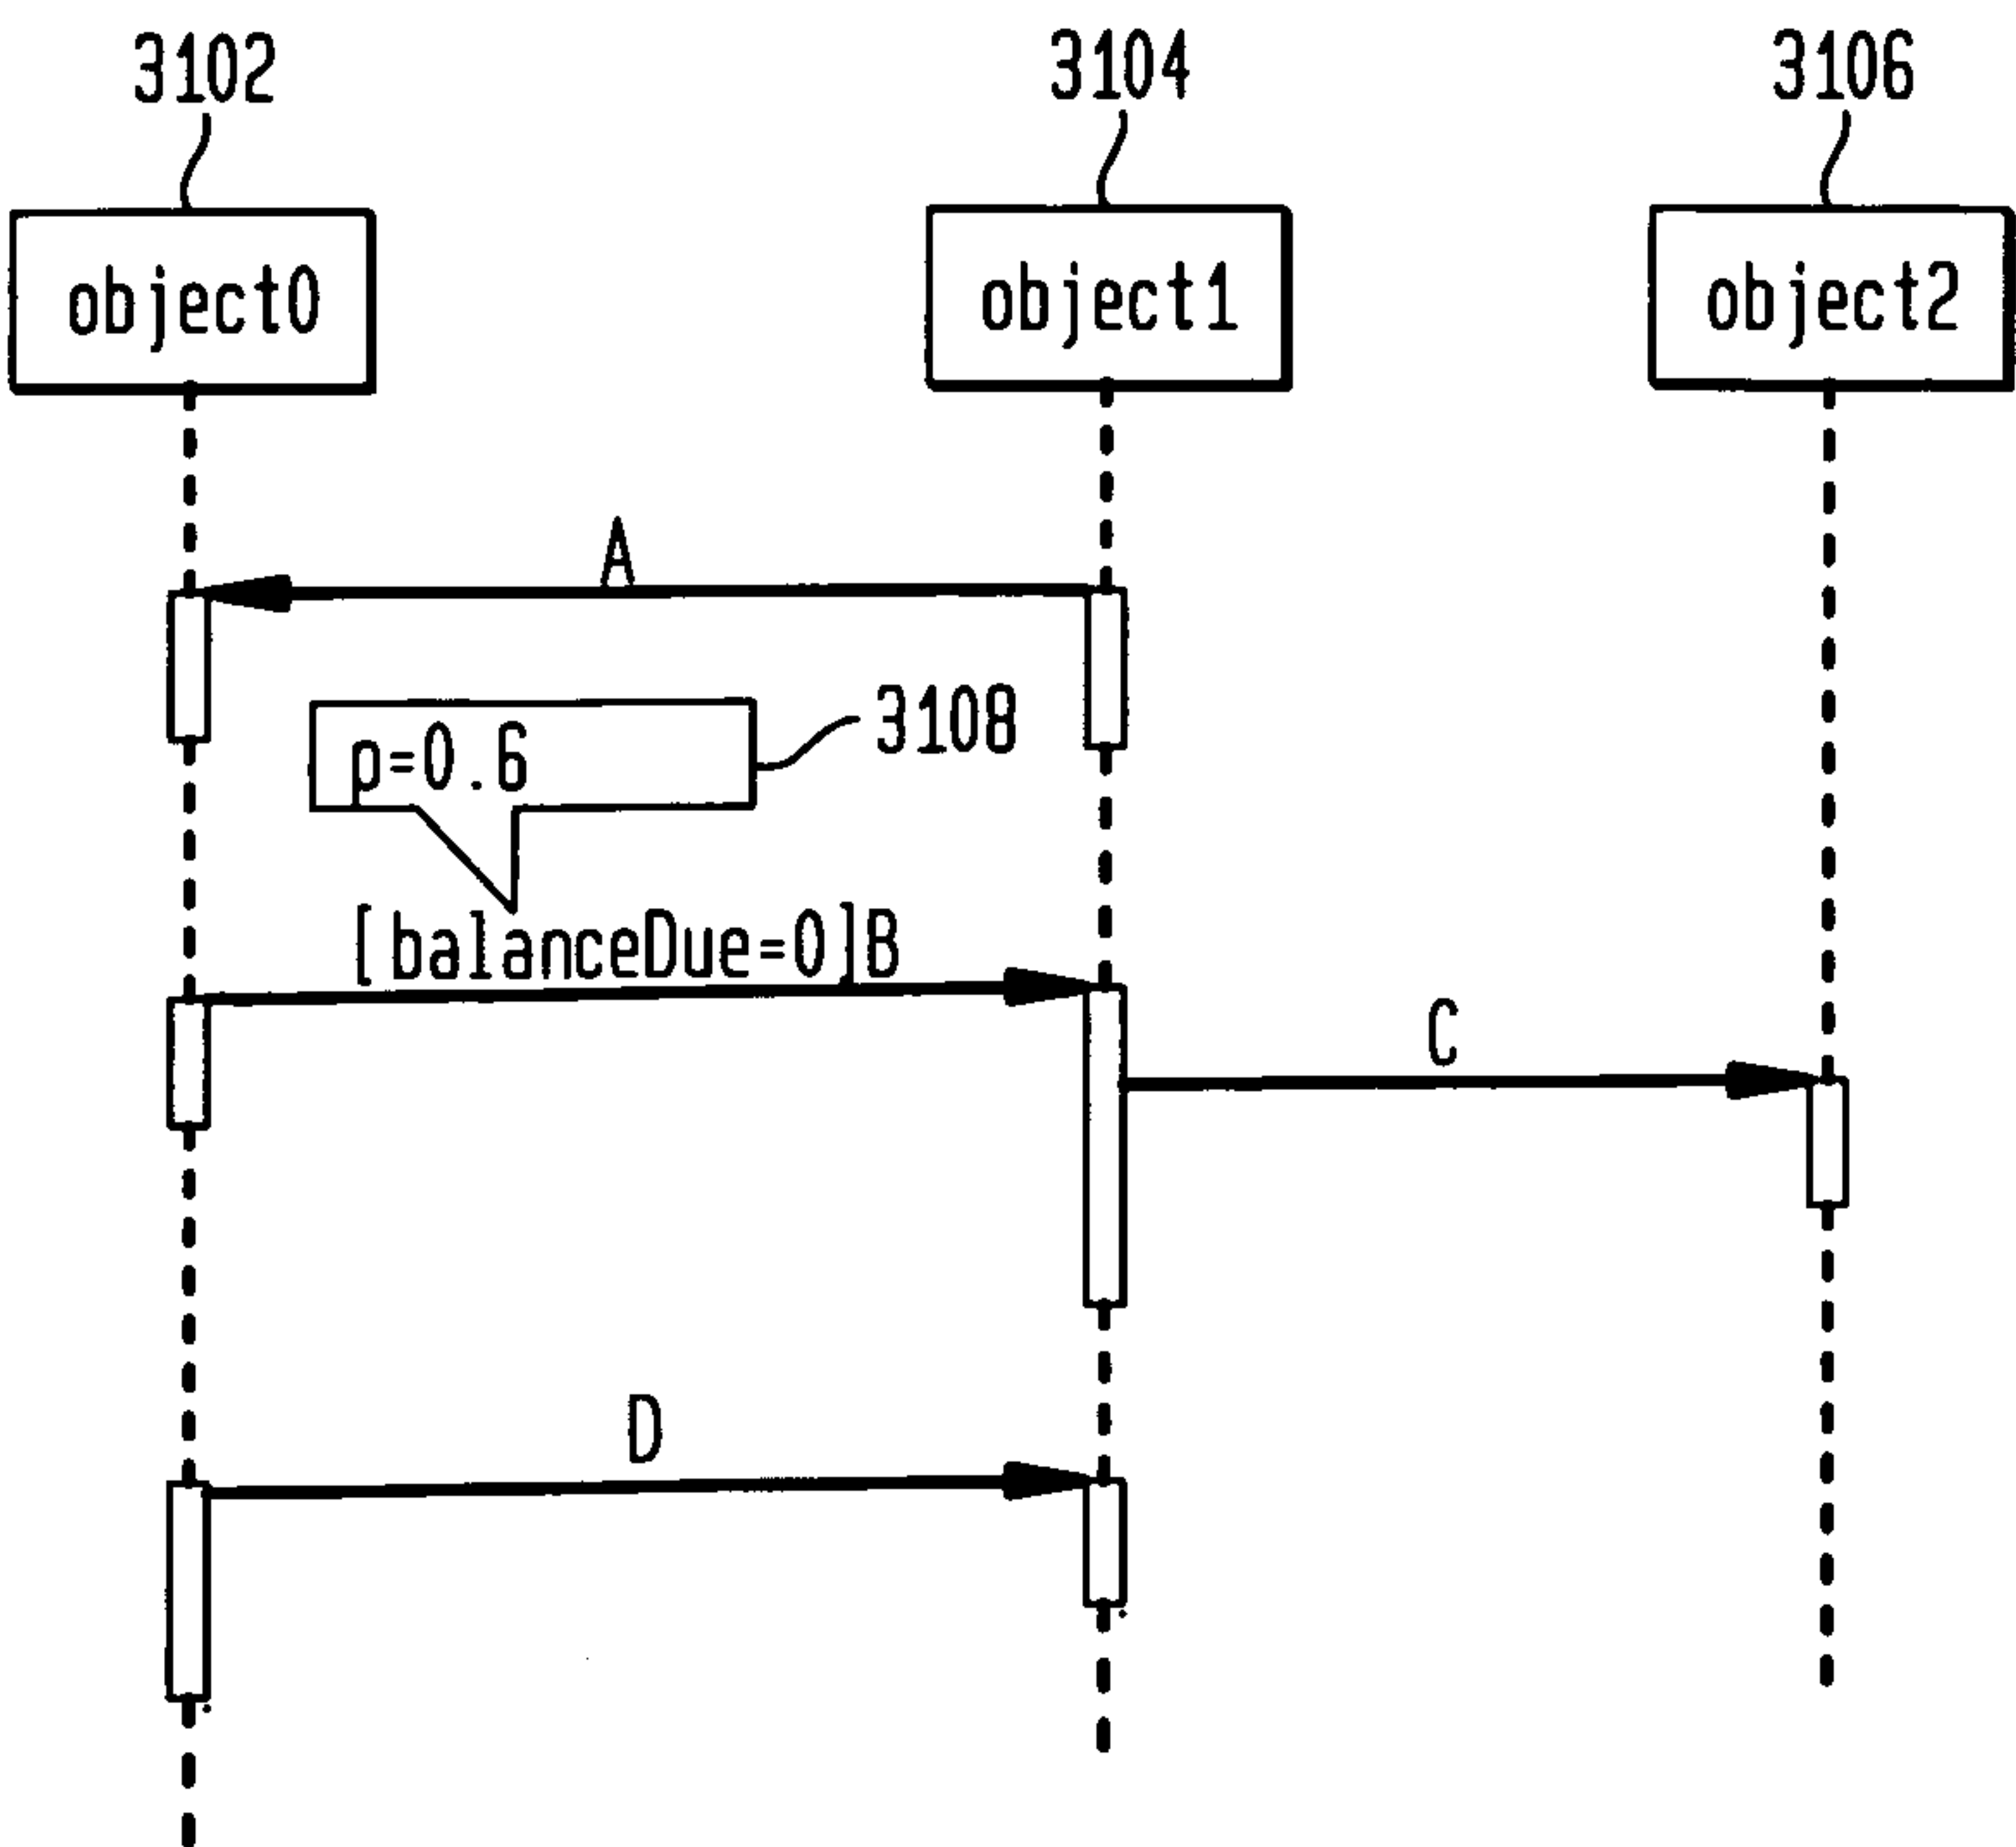 3102
3104
3106
object0
object1
object2
A
3108
p=0.6
[balanceDue=0]B
C
D